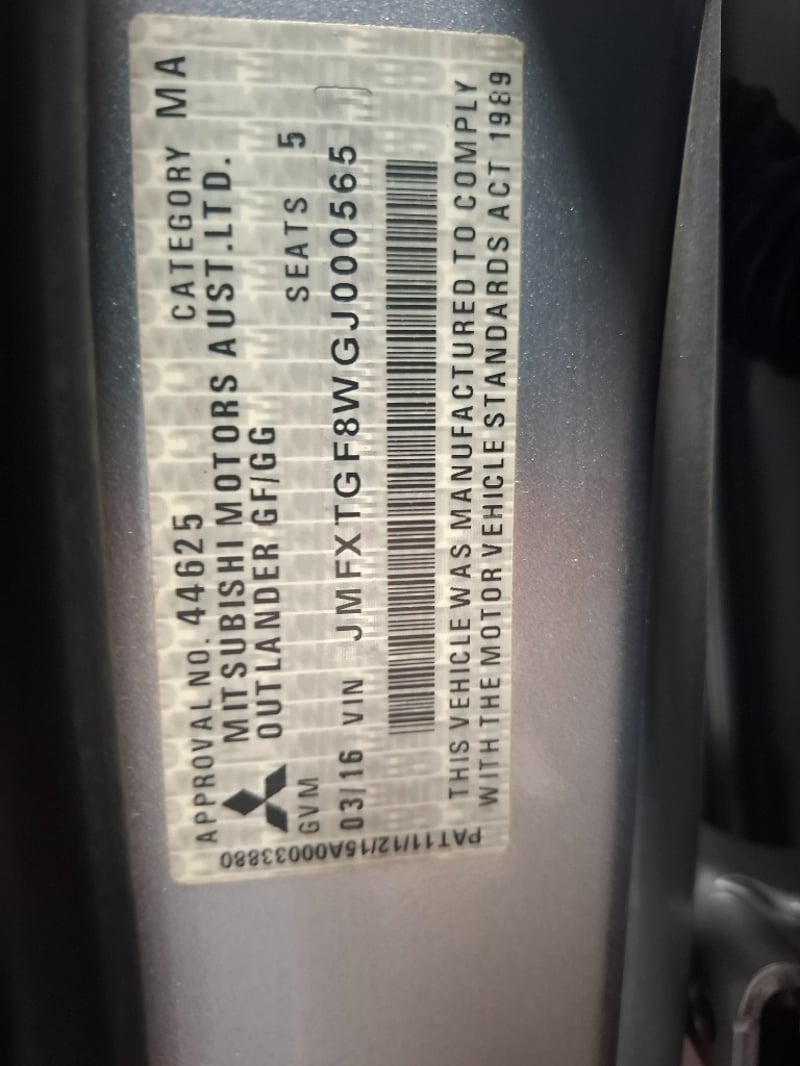 APPROVAL NO. 44625 CATEGORY MA
MITSUBISHI MOTORS AUST.LTD.
OUTLANDER GF/GG
GVM SEATS 5
03/16 VIN JMFXTGF8WGJ000565
THIS VEHICLE WAS MANUFACTURED TO COMPLY
WITH THE MOTOR VEHICLE STANDARDS ACT 1989
PAT11/12/15A00033880